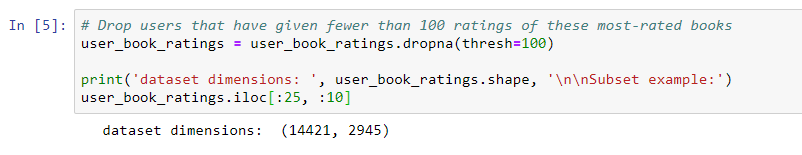 In [5]: # Drop users that have given fewer than 100 ratings of these most-rated books
user_book_ratings = user_book_ratings.dropna(thresh=100)
print('dataset dimensions: ', user_book_ratings.shape, '\n\nSubset example:')
user_book_ratings.iloc[:25, :10]
dataset dimensions:  (14421, 2945)